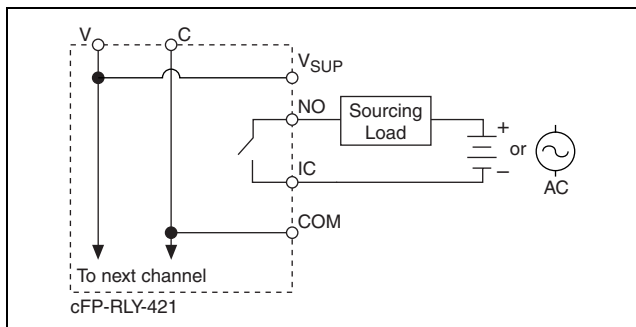 V
C
VSUP
NO
Sourcing
Load
+
or
IC
−
AC
COM
To next channel
cFP-RLY-421